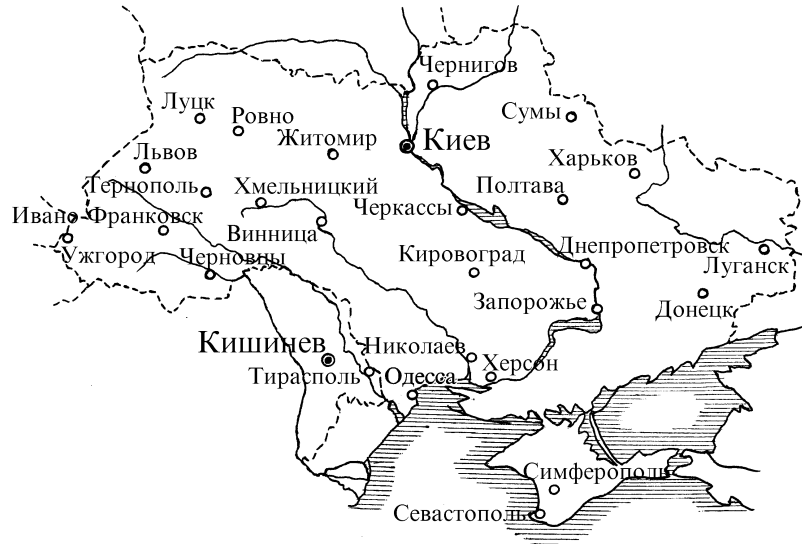 Чернигов
Луцк
Ровно
Сумы
Житомир
Киев
Львов
Харьков
Тернополь
Хмельницкий
Полтава
Черкассы
Ивано-Франковск
Винница
Ужгород
Черновцы
Кировоград
Днепропетровск
Луганск
Запорожье
Донецк
Кишинев
Николаев
Херсон
Тирасполь
Одесса
Симферополь
Севастополь